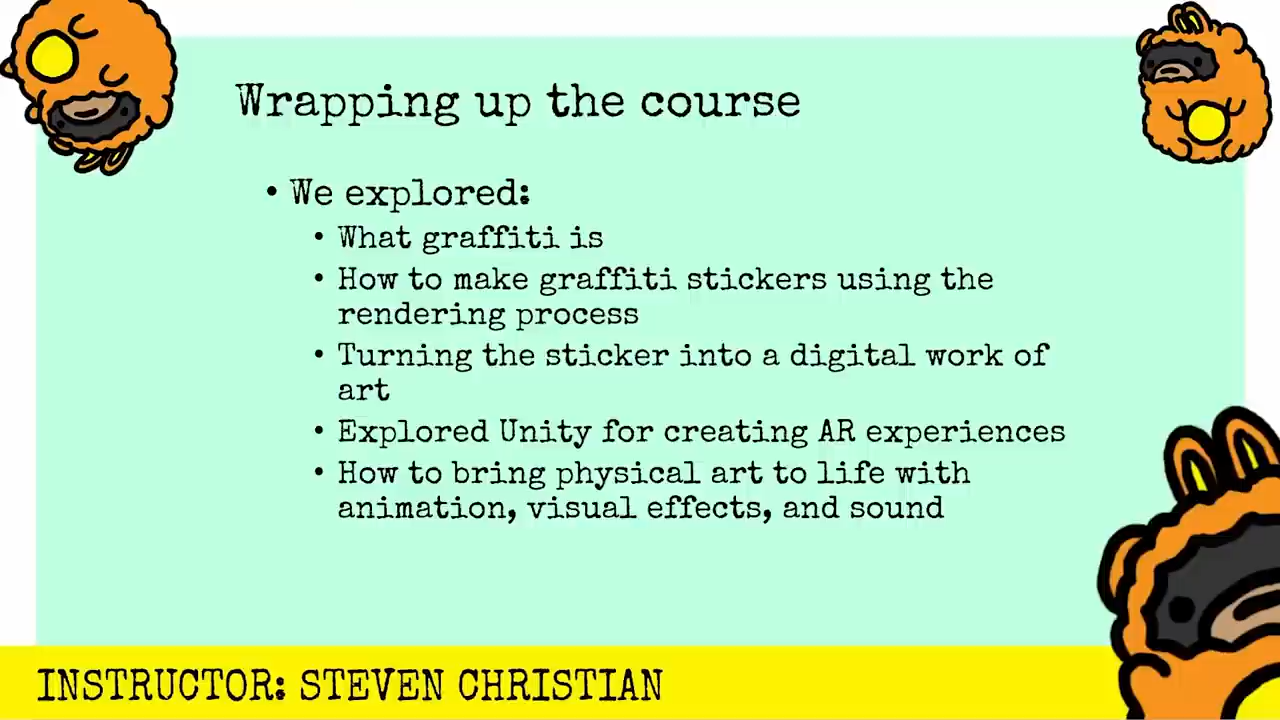 Wrapping up the course
• We explored:
• What graffiti is
• How to make graffiti stickers using the
rendering process
• Turning the sticker into a digital work of
art
• Explored Unity for creating AR experiences
• How to bring physical art to life with
animation, visual effects, and sound
INSTRUCTOR: STEVEN CHRISTIAN